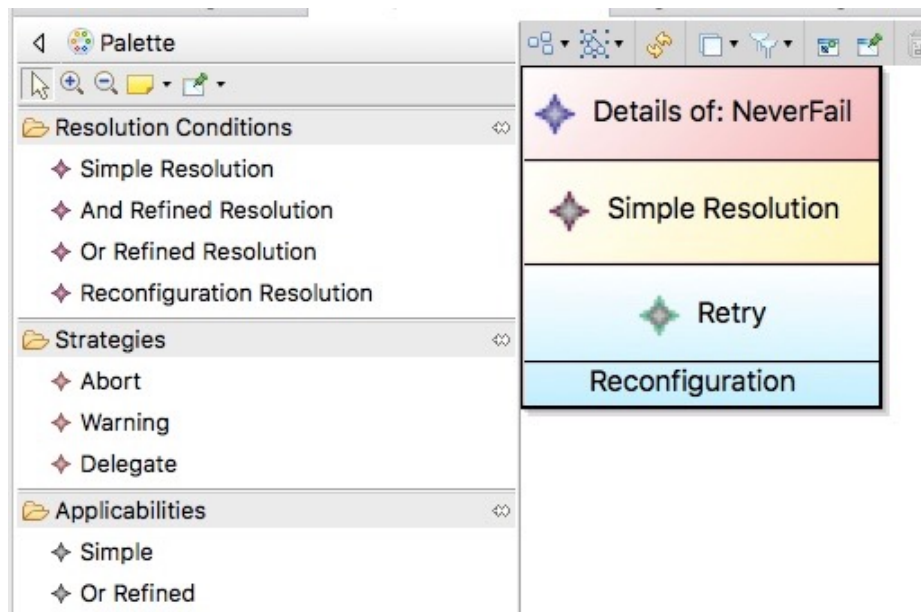 Palette
Resolution Conditions
Simple Resolution
And Refined Resolution
Or Refined Resolution
Reconfiguration Resolution
Strategies
Abort
Warning
Delegate
Applicabilities
Simple
Or Refined
Details of: NeverFail
Simple Resolution
Retry
Reconfiguration